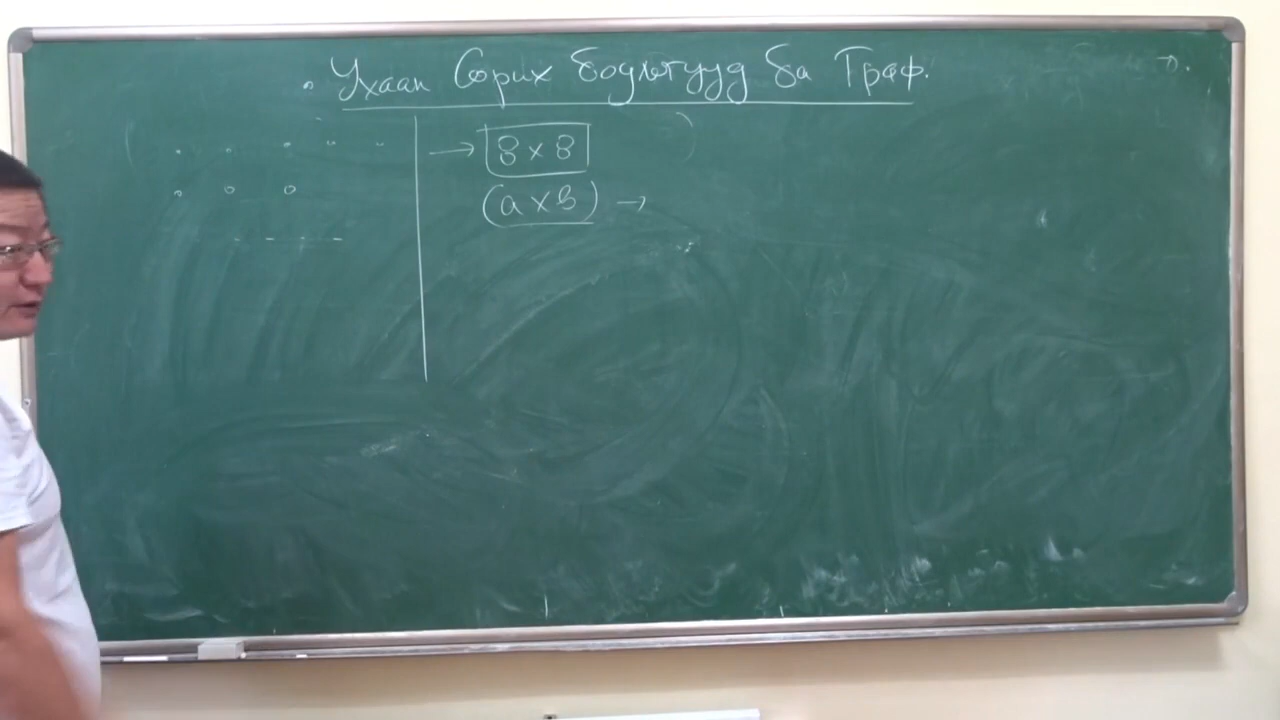 • Ухаан Сорих бодлогууд ба Граф.
→ 8 × 8
(a × b) →